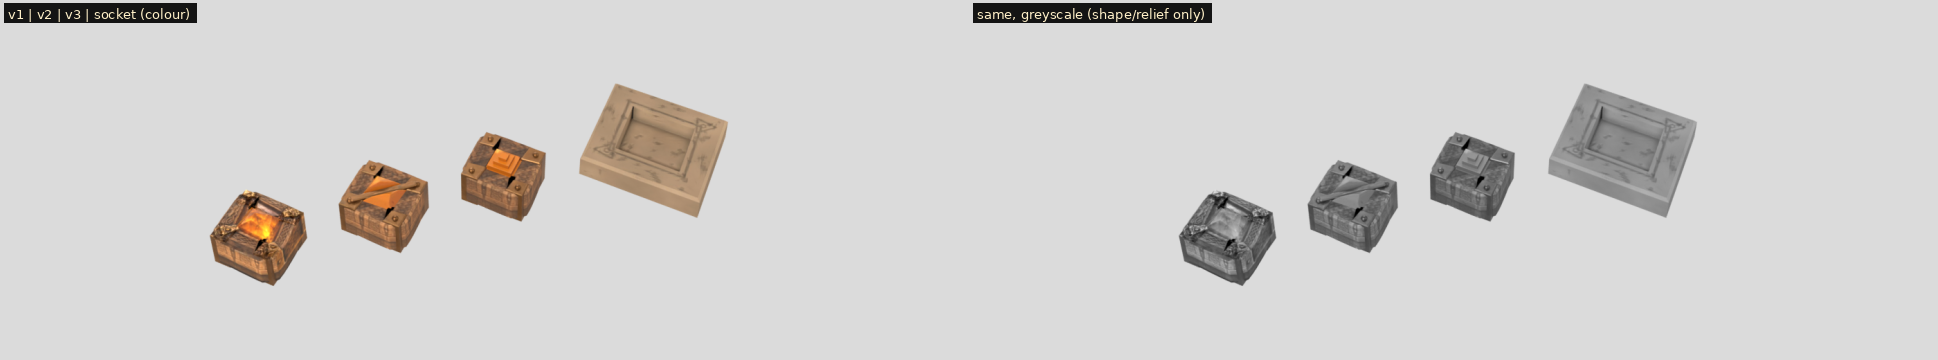 v1 | v2 | v3 | socket (colour)
same, greyscale (shape/relief only)